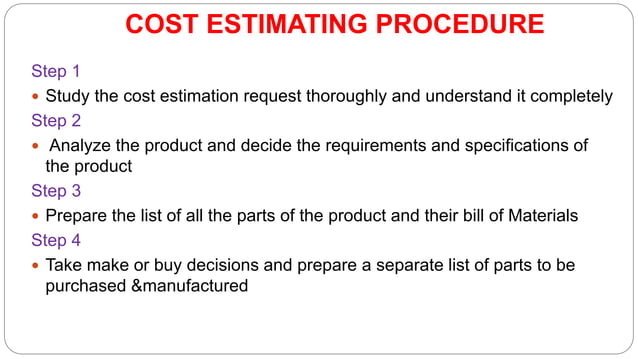 COST ESTIMATING PROCEDURE
Step 1
• Study the cost estimation request thoroughly and understand it completely
Step 2
• Analyze the product and decide the requirements and specifications of
the product
Step 3
• Prepare the list of all the parts of the product and their bill of Materials
Step 4
• Take make or buy decisions and prepare a separate list of parts to be
purchased &manufactured